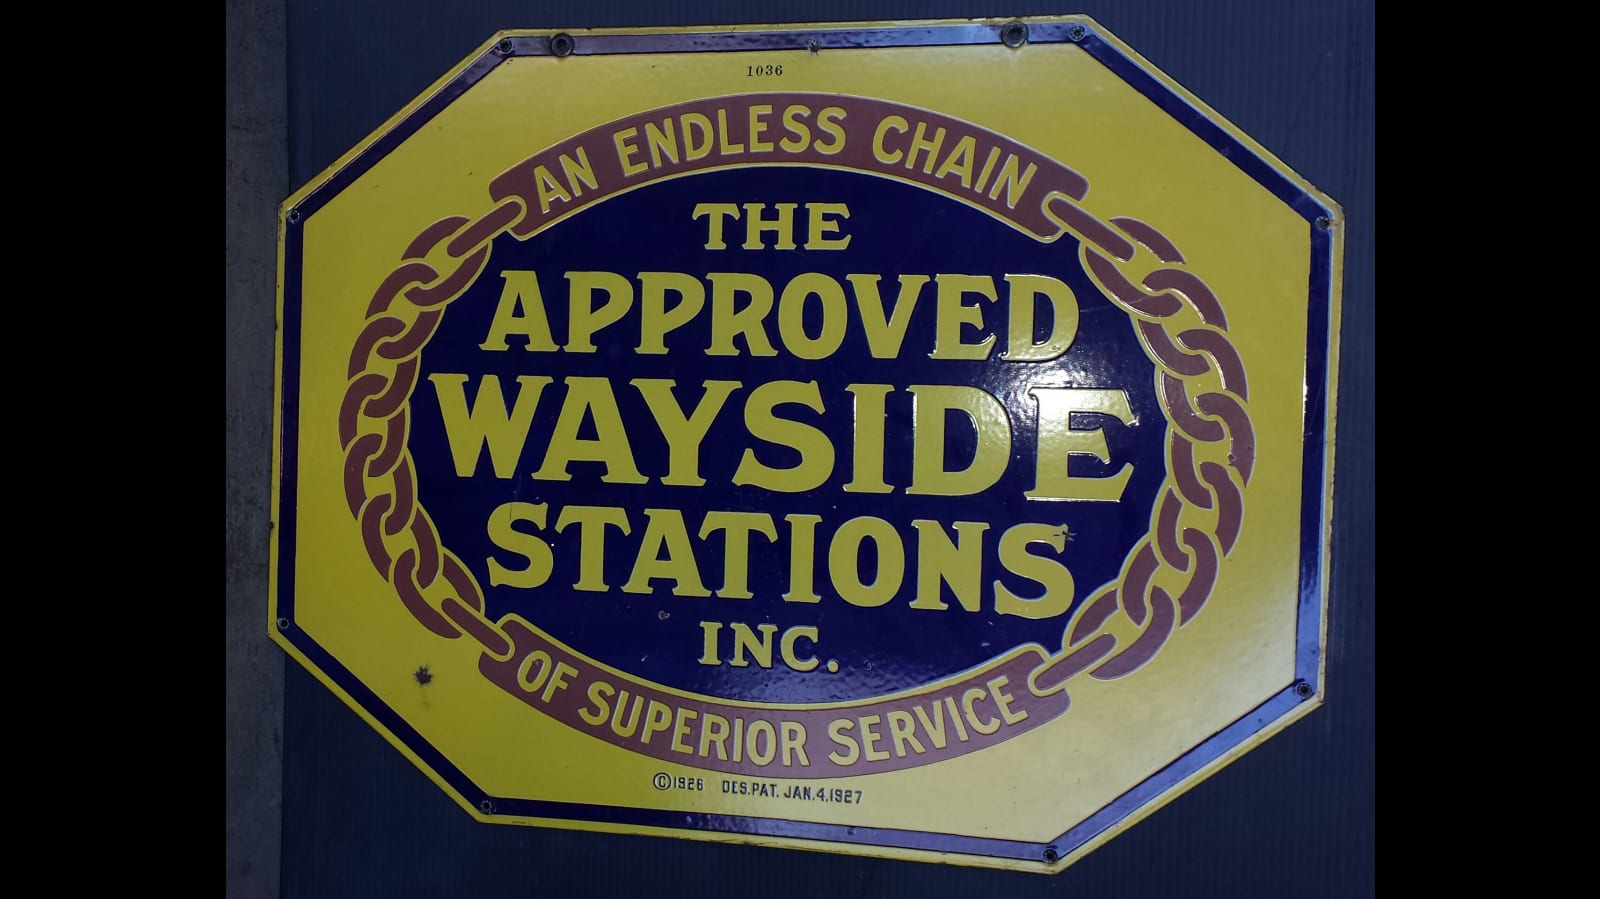 1036
AN ENDLESS CHAIN
THE
APPROVED
WAYSIDE
STATIONS
INC.
OF SUPERIOR SERVICE
©1926 DES.PAT. JAN.4,1927